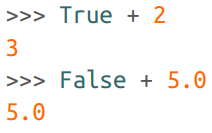 >>> True + 2
3
>>> False + 5.0
5.0